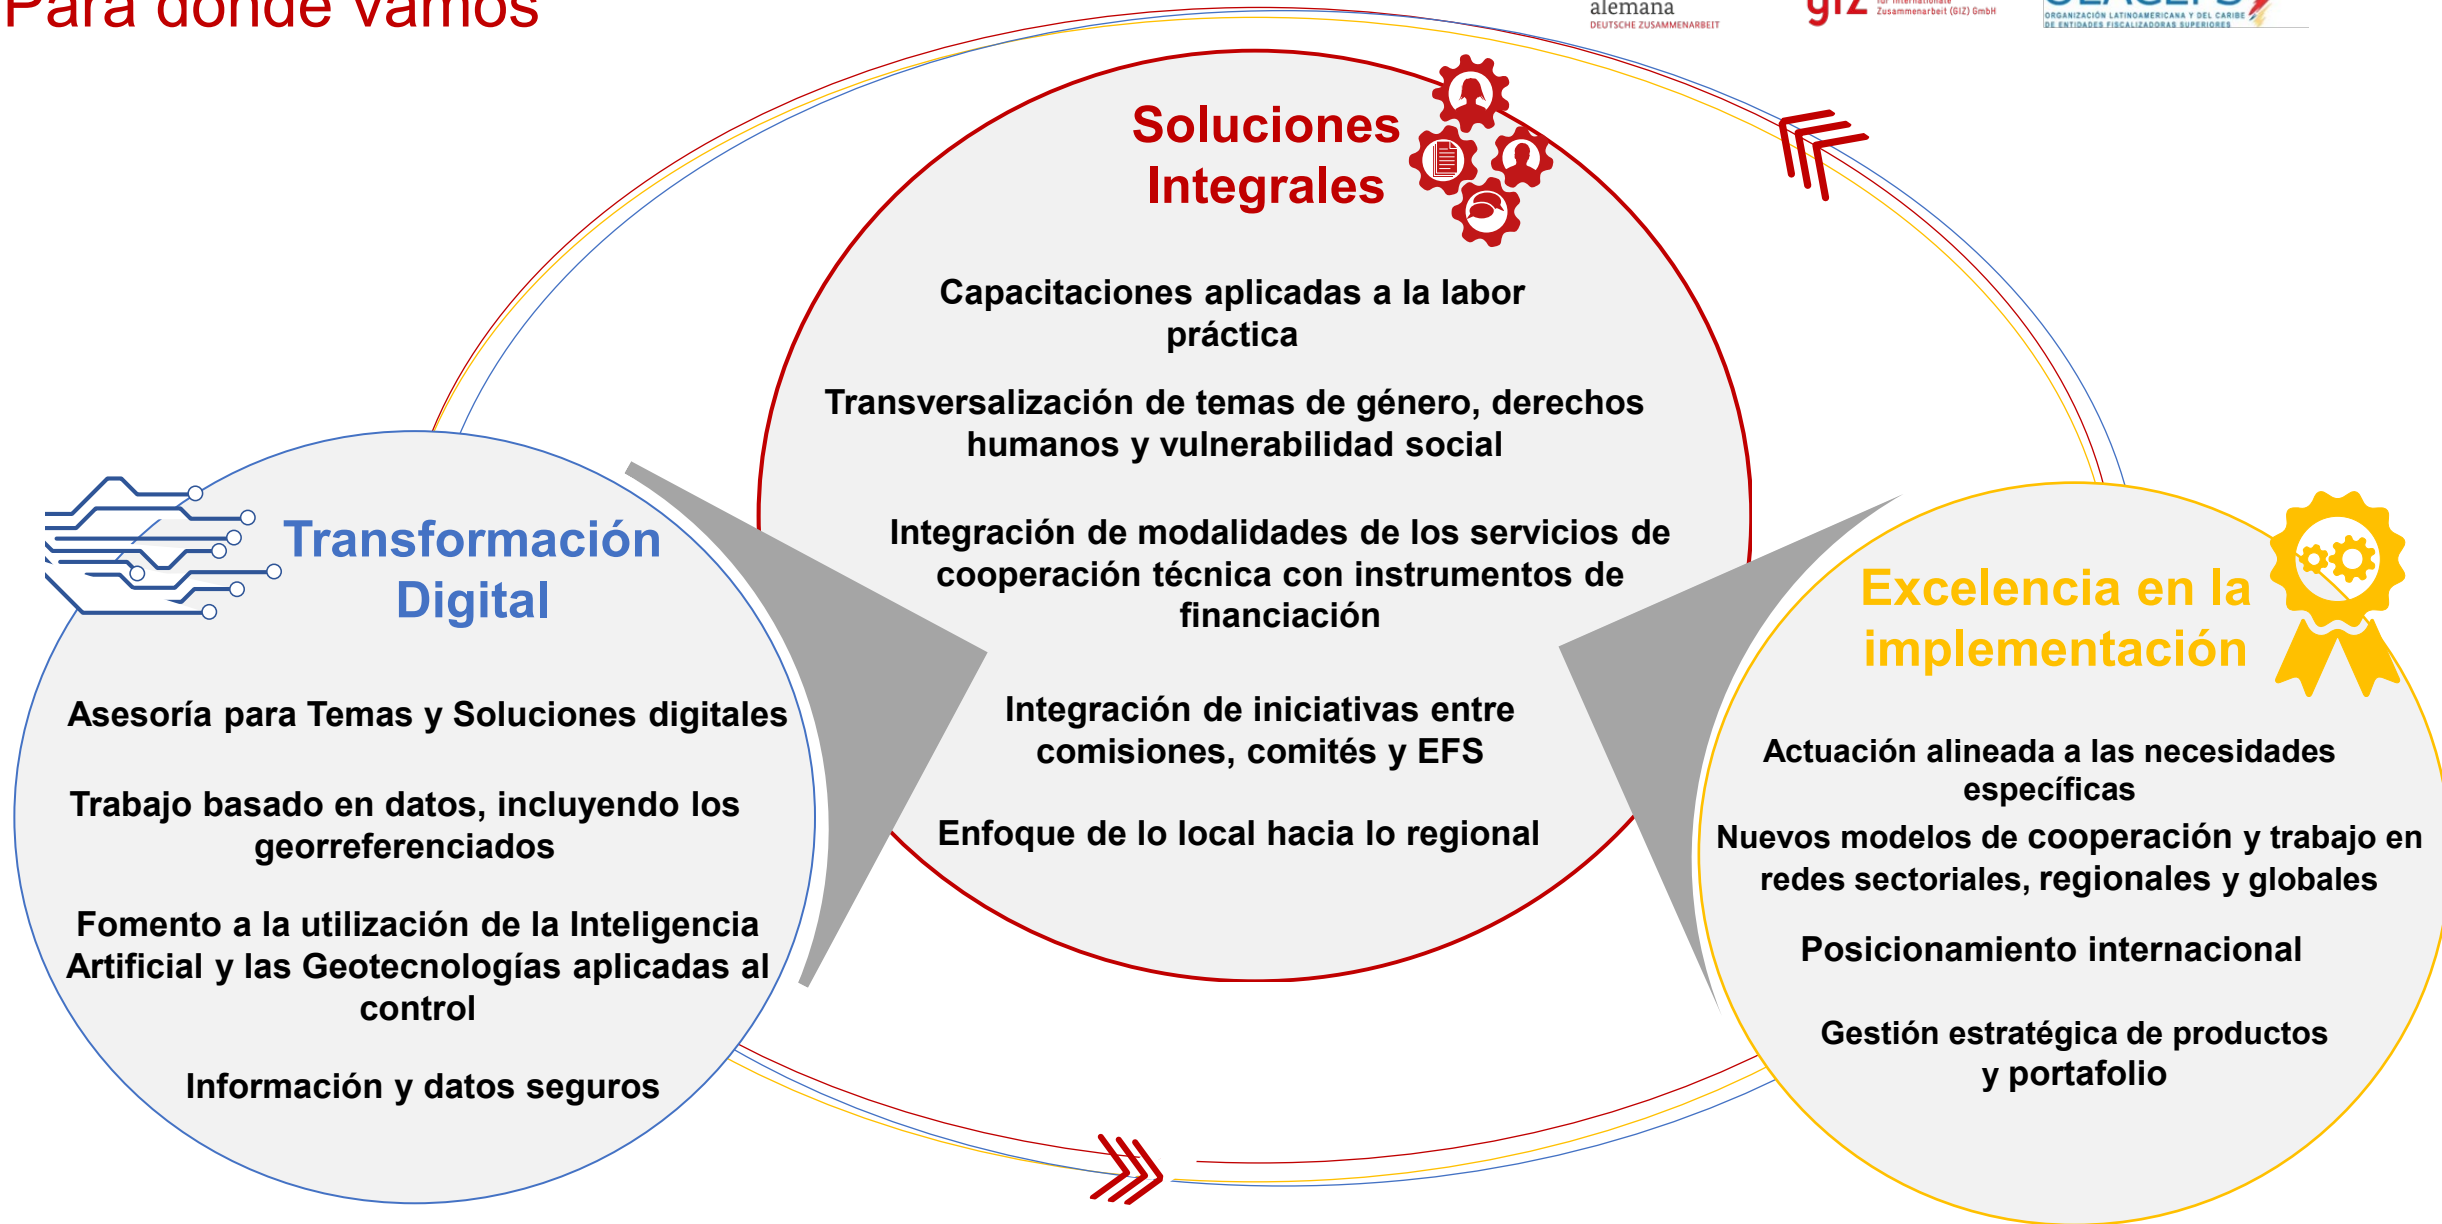 Para donde vamos
alemana
DEUTSCHE ZUSAMMENARBEIT
giz
Zusammenarbeit (GIZ) GmbH
OLACEFS
ORGANIZACIÓN LATINOAMERICANA Y DEL CARIBE
DE ENTIDADES FISCALIZADORAS SUPERIORES
Soluciones
Integrales
Capacitaciones aplicadas a la labor
práctica
Transversalización de temas de género, derechos
humanos y vulnerabilidad social
Integración de modalidades de los servicios de
cooperación técnica con instrumentos de
financiación
Integración de iniciativas entre
comisiones, comités y EFS
Enfoque de lo local hacia lo regional
Transformación
Digital
Asesoría para Temas y Soluciones digitales
Trabajo basado en datos, incluyendo los
georreferenciados
Fomento a la utilización de la Inteligencia
Artificial y las Geotecnologías aplicadas al
control
Información y datos seguros
Excelencia en la
implementación
Actuación alineada a las necesidades
específicas
Nuevos modelos de cooperación y trabajo en
redes sectoriales, regionales y globales
Posicionamiento internacional
Gestión estratégica de productos
y portafolio